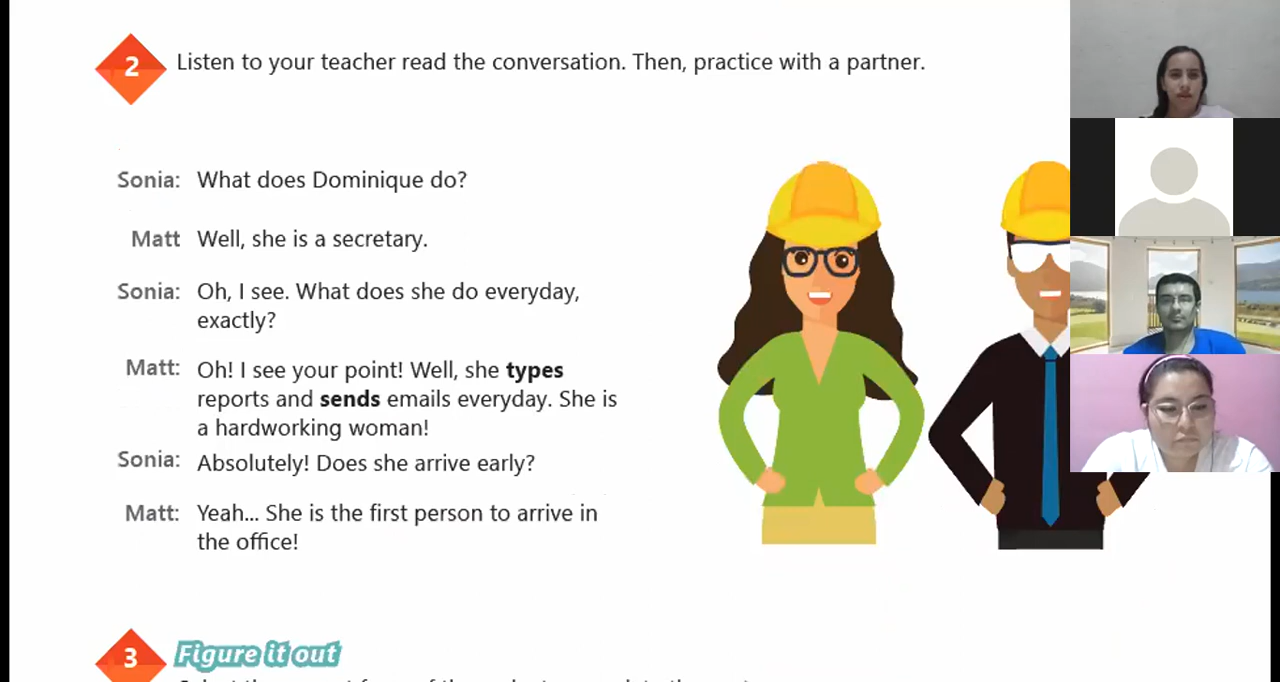 2 Listen to your teacher read the conversation. Then, practice with a partner.
Sonia: What does Dominique do?
Matt Well, she is a secretary.
Sonia: Oh, I see. What does she do everyday,
exactly?
Matt: Oh! I see your point! Well, she types
reports and sends emails everyday. She is
a hardworking woman!
Sonia: Absolutely! Does she arrive early?
Matt: Yeah... She is the first person to arrive in
the office!
3 Figure it out